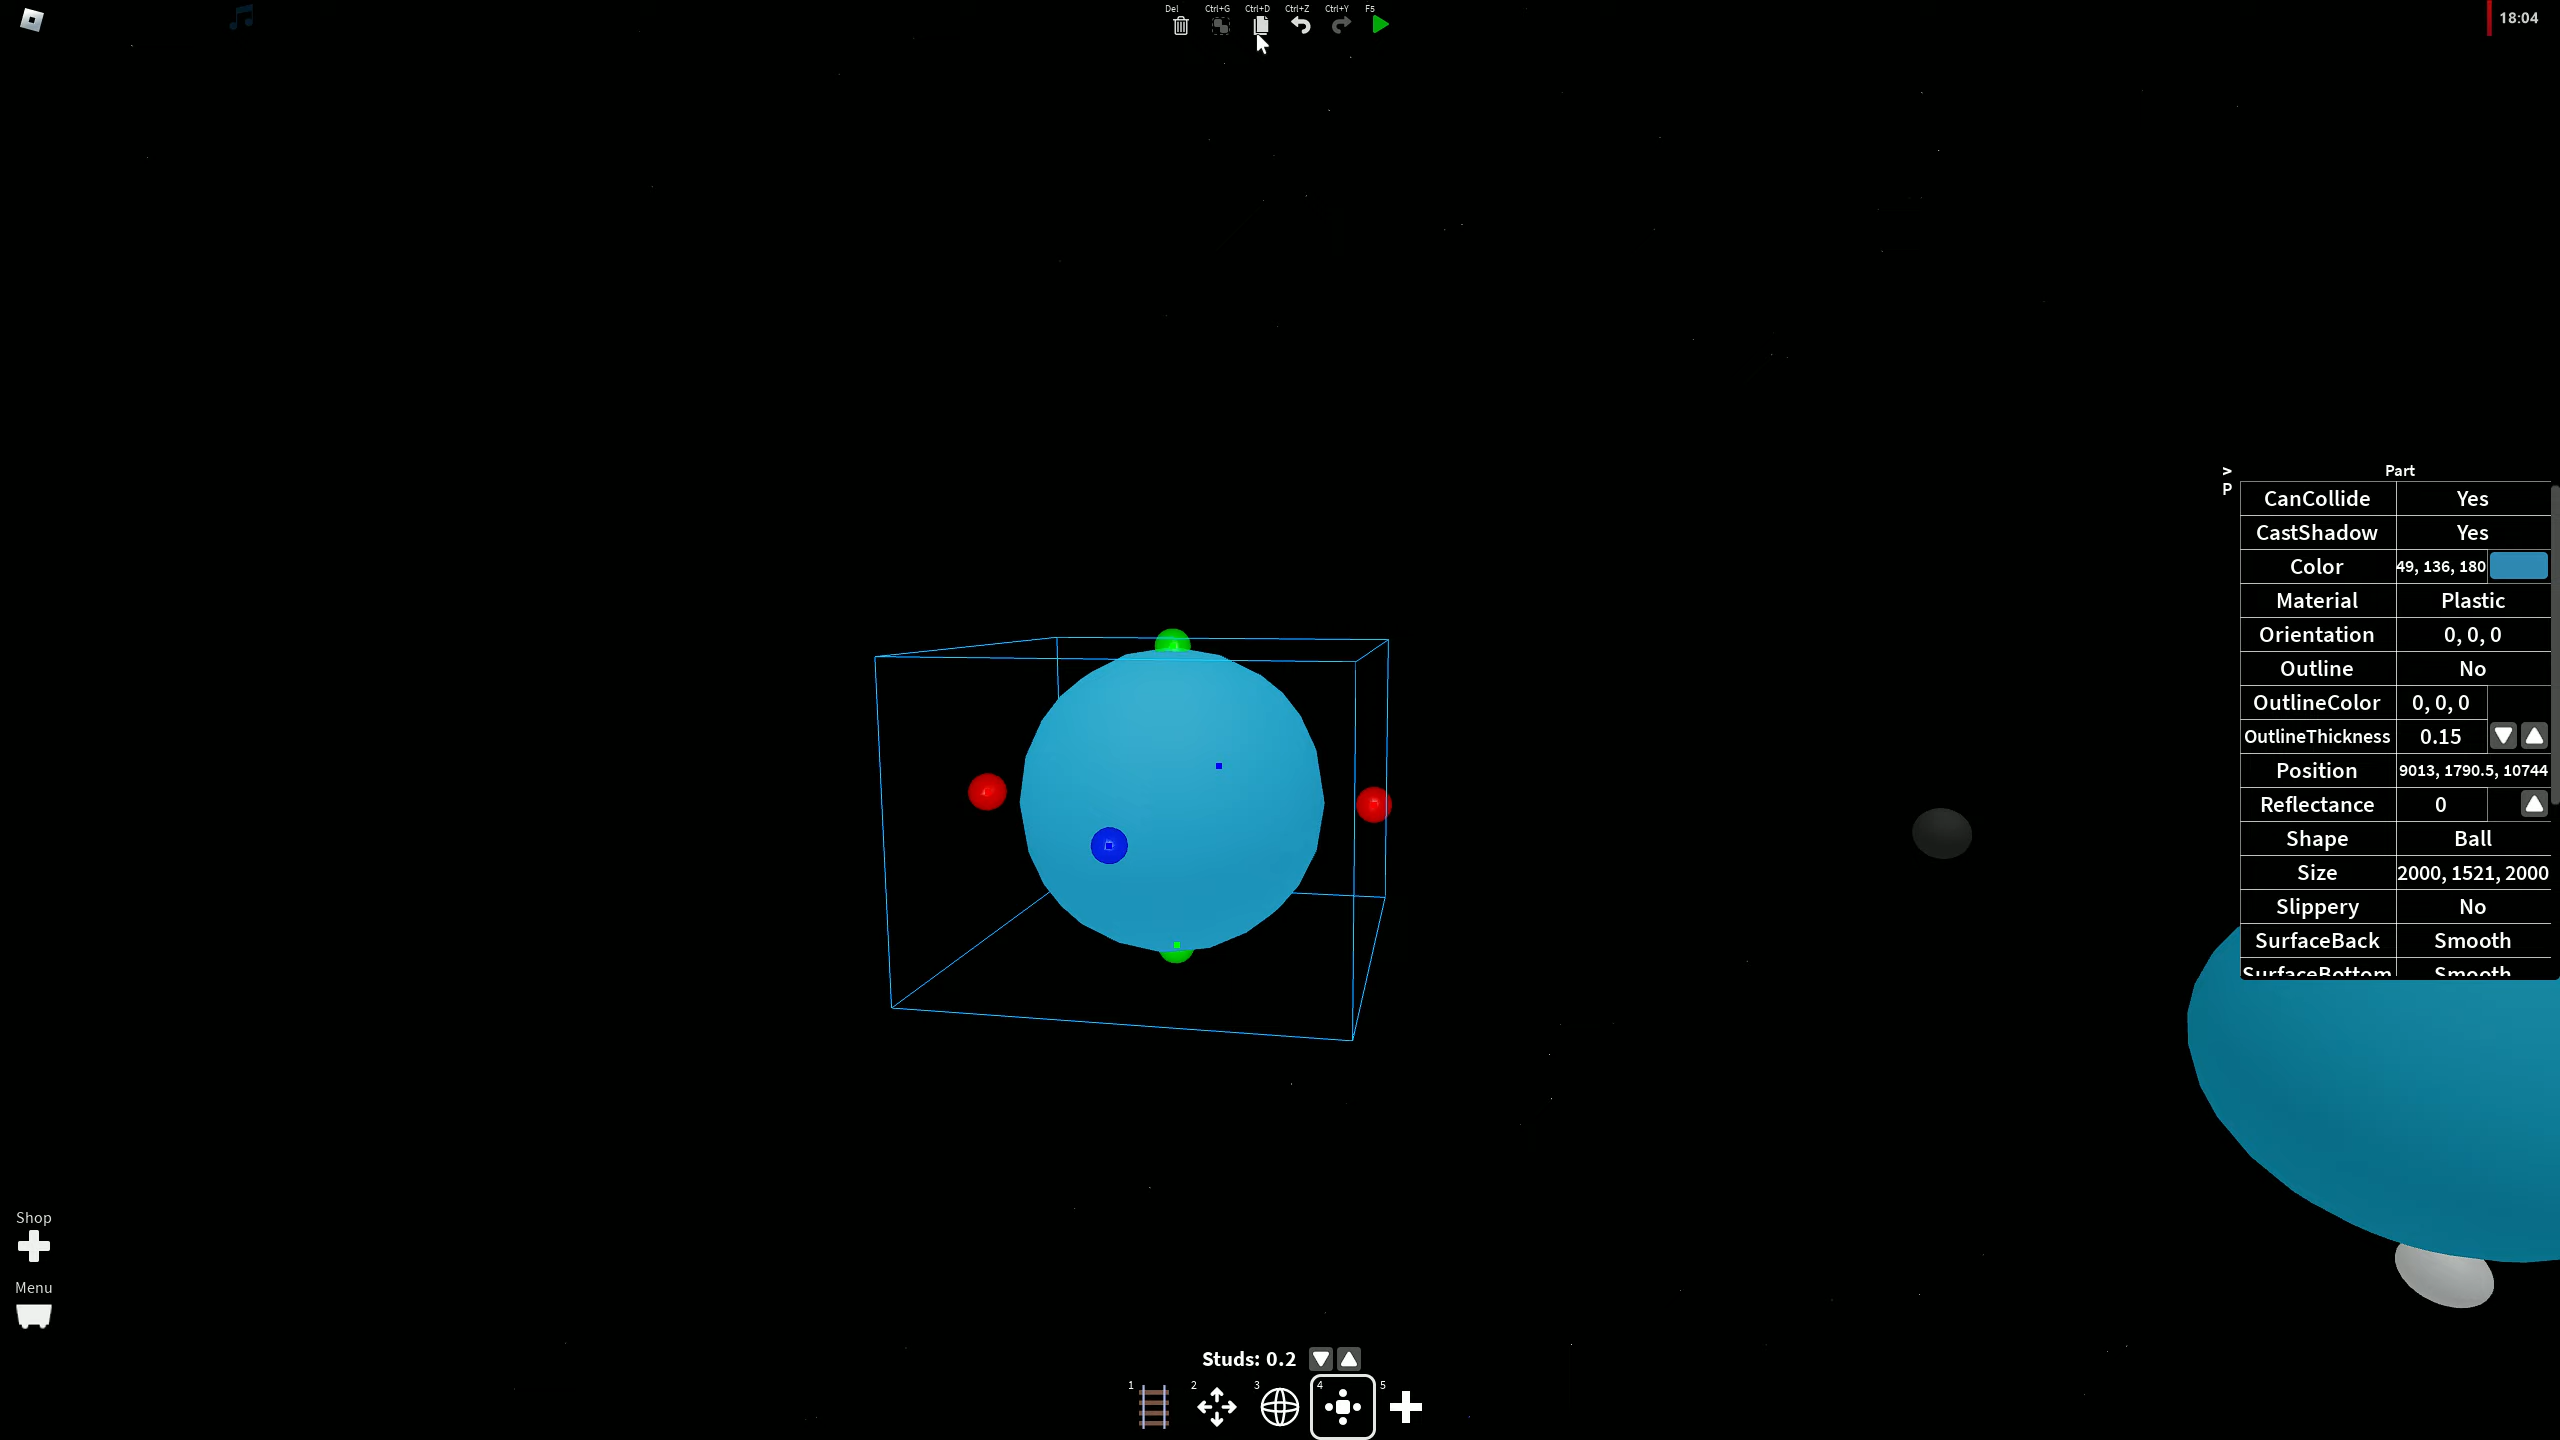 Del
Ctrl+G
Ctrl+D
Ctrl+Z
Ctrl+Y
F5
18:04
>
P
Part
CanCollide Yes
CastShadow Yes
Color 49, 136, 180
Material Plastic
Orientation 0, 0, 0
Outline No
OutlineColor 0, 0, 0
OutlineThickness 0.15
Position 9013, 1790.5, 10744
Reflectance 0
Shape Ball
Size 2000, 1521, 2000
Slippery No
SurfaceBack Smooth
SurfaceBottom Smooth
Shop
Menu
Studs: 0.2
1
2
3
4
5